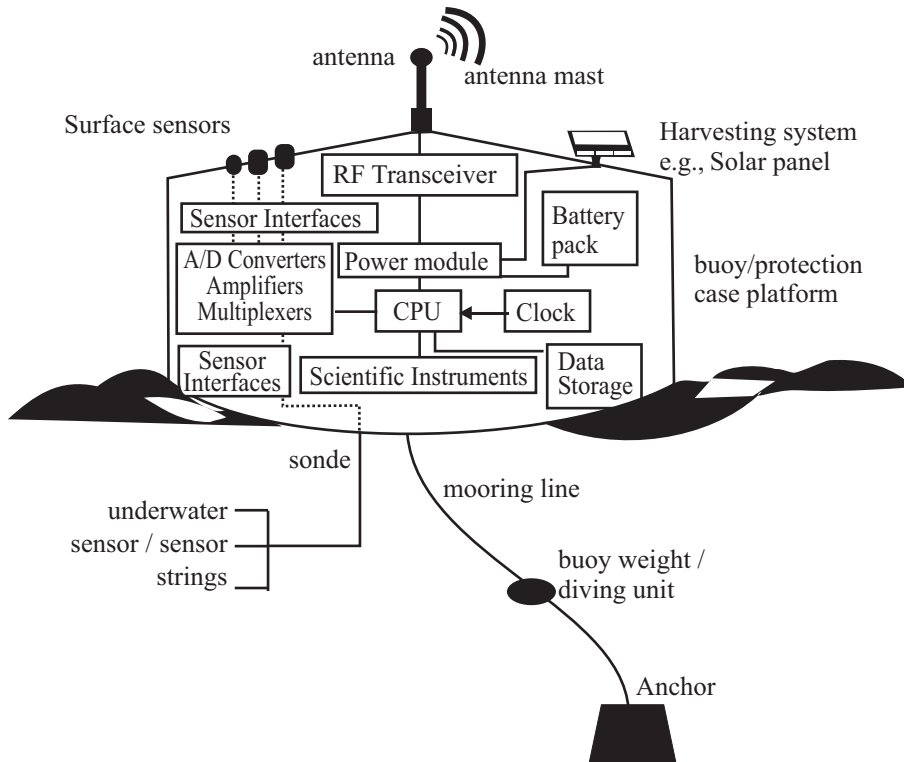 antenna
antenna mast
Surface sensors
Harvesting system
e.g., Solar panel
RF Transceiver
Sensor Interfaces
Battery
pack
A/D Converters
Amplifiers
Multiplexers
Power module
buoy/protection
case platform
CPU
Clock
Sensor
Interfaces
Scientific Instruments
Data
Storage
sonde
mooring line
underwater
sensor / sensor
strings
buoy weight /
diving unit
Anchor